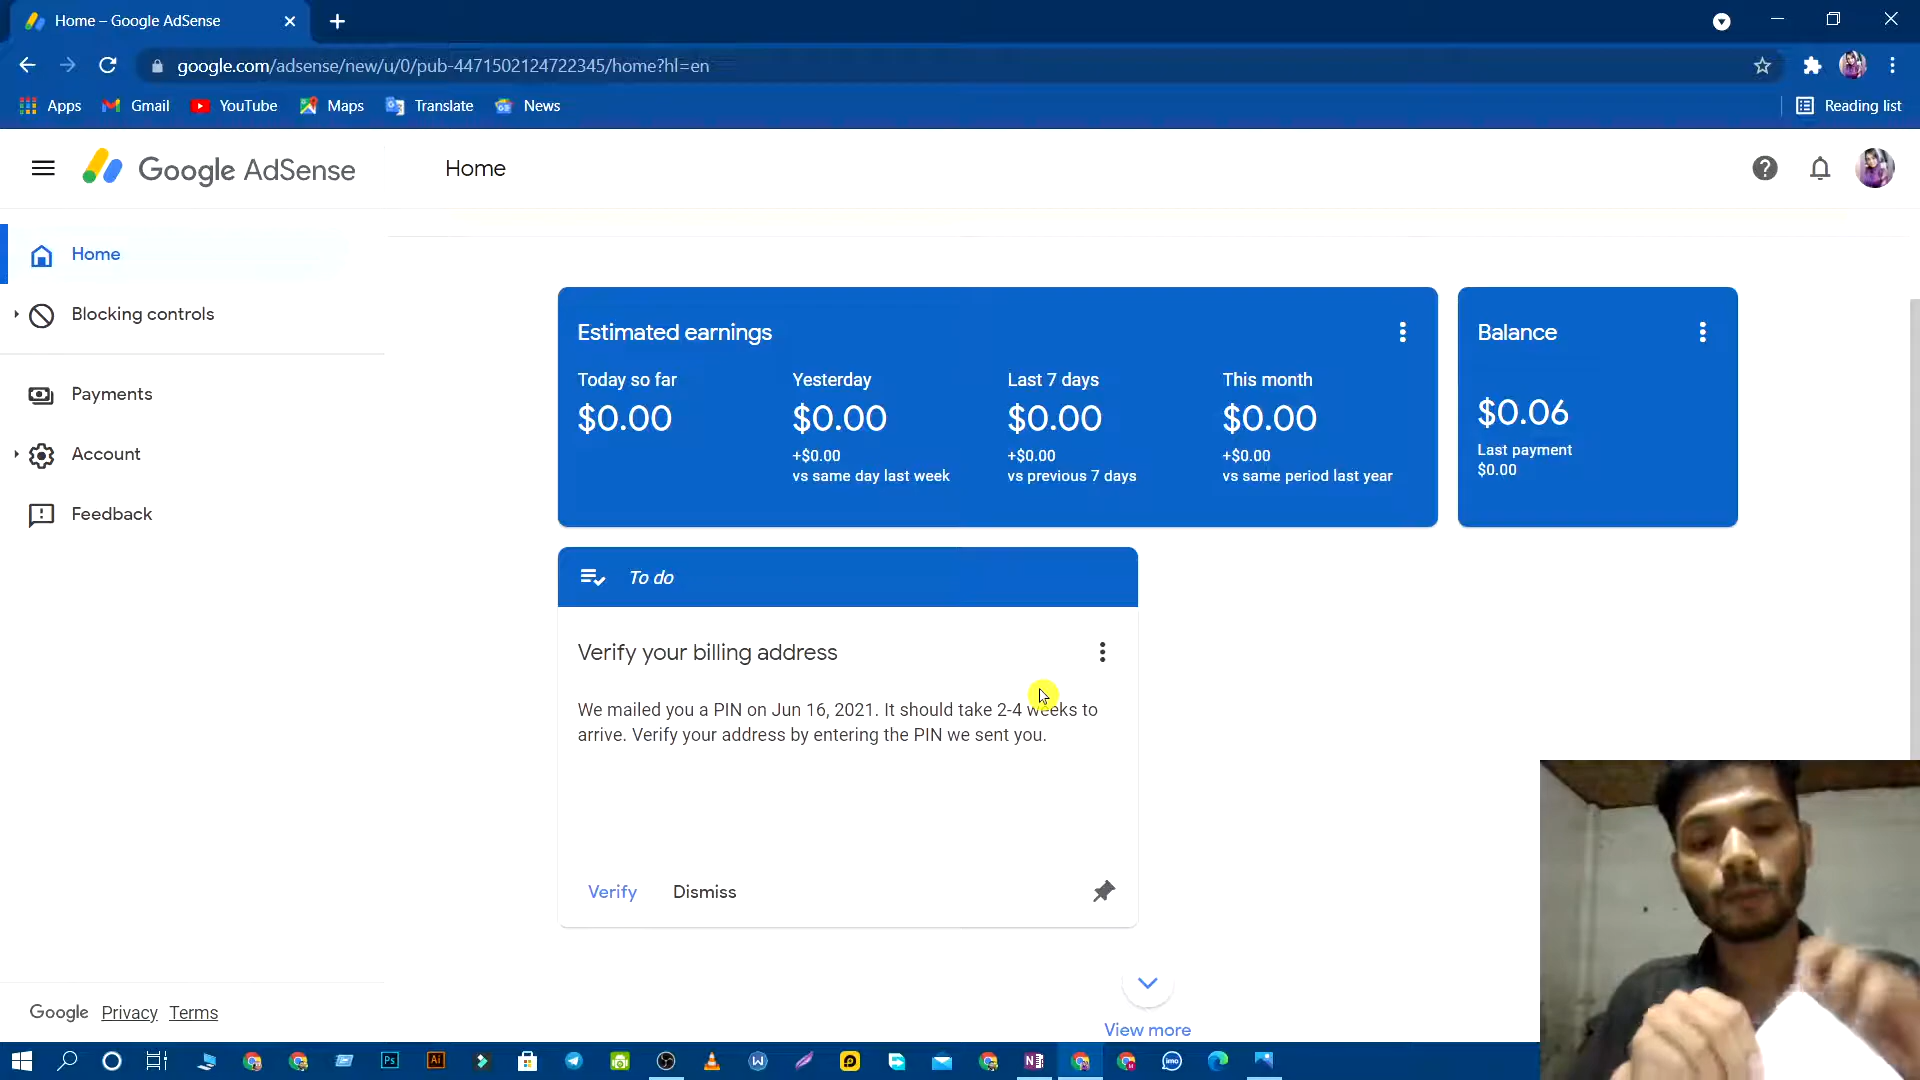 Home – Google AdSense
google.com/adsense/new/u/0/pub-4471502124722345/home?hl=en
Apps Gmail YouTube Maps Translate News Reading list
Google AdSense Home
Home
Blocking controls
Payments
Account
Feedback
Estimated earnings
Today so far Yesterday Last 7 days This month
$0.00 $0.00 $0.00 $0.00
+$0.00 +$0.00 +$0.00
vs same day last week vs previous 7 days vs same period last year
Balance
$0.06
Last payment
$0.00
To do
Verify your billing address
We mailed you a PIN on Jun 16, 2021. It should take 2-4 weeks to
arrive. Verify your address by entering the PIN we sent you.
Verify Dismiss
View more
Google Privacy Terms
Ps Ai imo